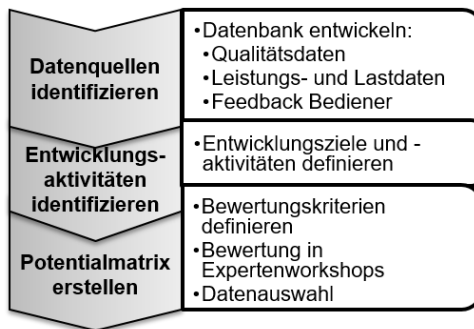 Datenquellen
identifizieren
•Datenbank entwickeln:
•Qualitätsdaten
•Leistungs- und Lastdaten
•Feedback Bediener
Entwicklungs-
aktivitäten
identifizieren
•Entwicklungsziele und -
aktivitäten definieren
Potentialmatrix
erstellen
•Bewertungskriterien
definieren
•Bewertung in
Expertenworkshops
•Datenauswahl